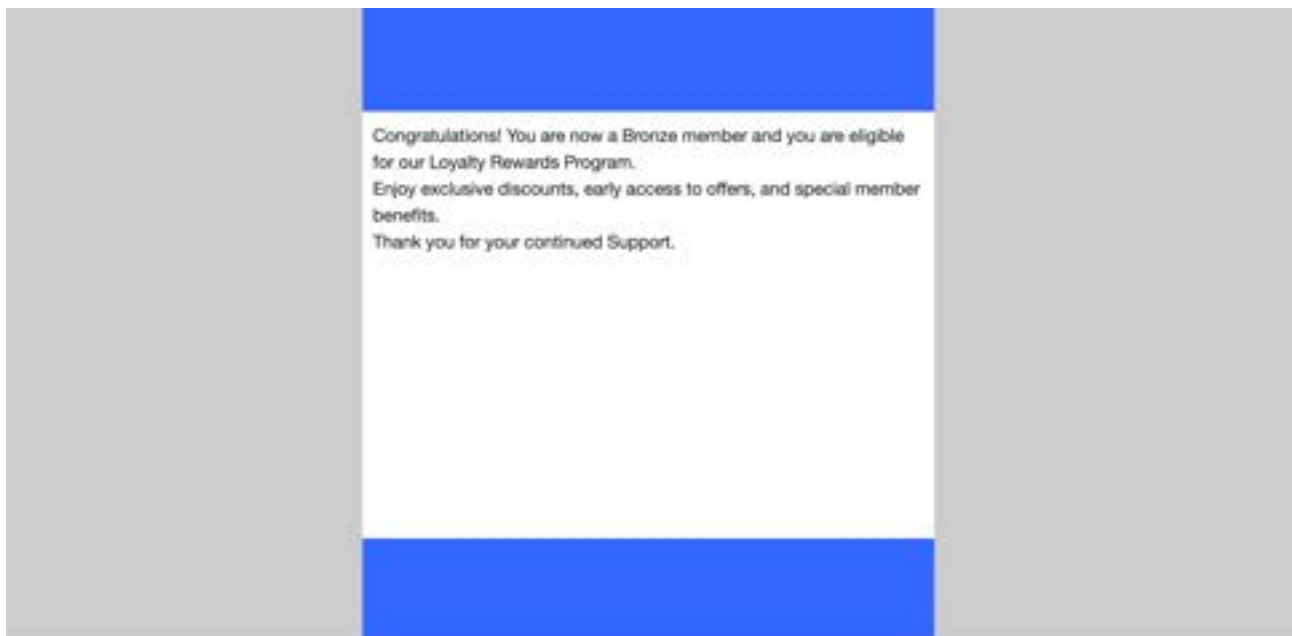 Congratulations! You are now a Bronze member and you are eligible
for our Loyalty Rewards Program.
Enjoy exclusive discounts, early access to offers, and special member
benefits.
Thank you for your continued Support.